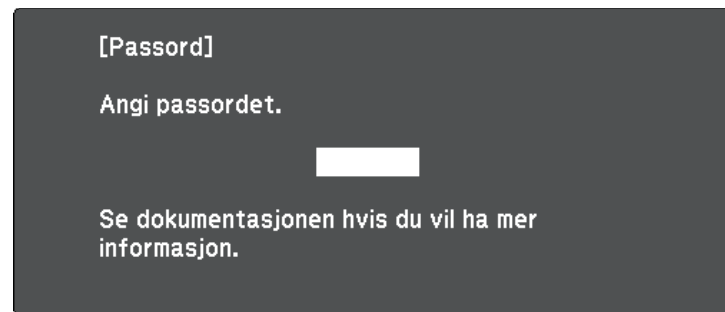 [Passord]
Angi passordet.
Se dokumentasjonen hvis du vil ha mer
informasjon.